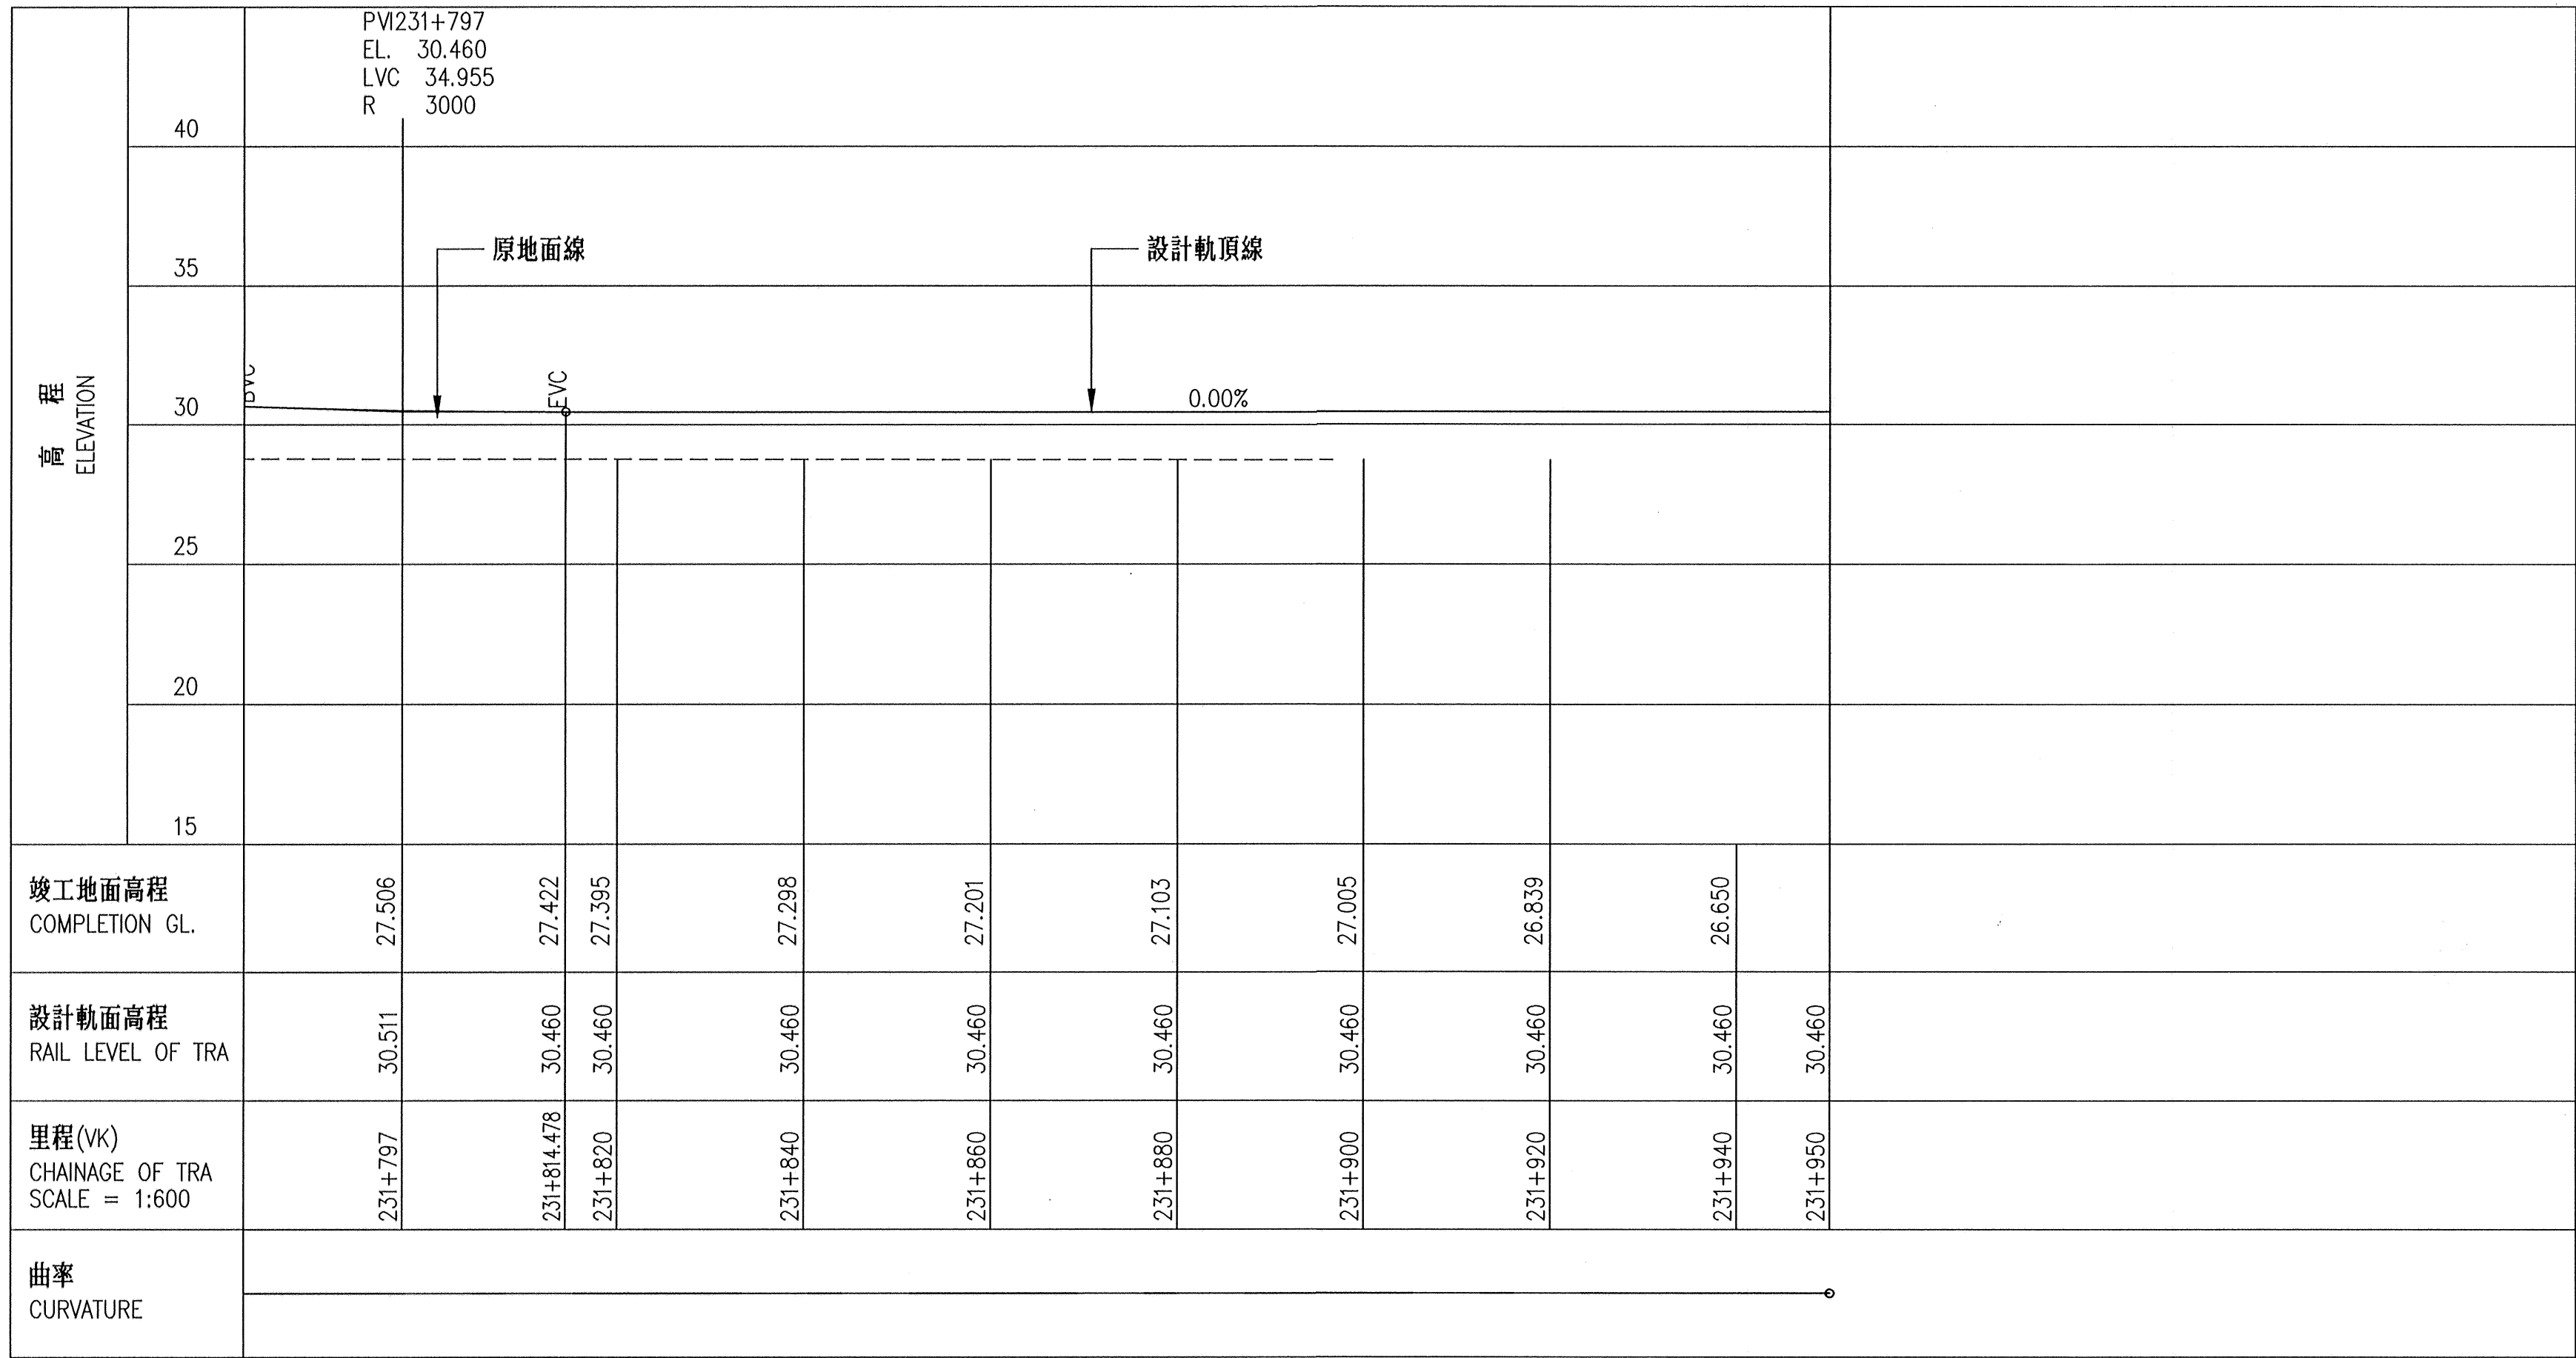 PVI231+797
EL. 30.460
LVC 34.955
R 3000
40
35
30
25
20
15
高程
ELEVATION
原地面線
設計軌頂線
BVC
EVC
0.00%
竣工地面高程
COMPLETION GL.
27.506 27.422 27.395 27.298 27.201 27.103 27.005 26.839 26.650
設計軌面高程
RAIL LEVEL OF TRA
30.511 30.460 30.460 30.460 30.460 30.460 30.460 30.460 30.460 30.460
里程(VK)
CHAINAGE OF TRA
SCALE = 1:600
231+797 231+814.478 231+820 231+840 231+860 231+880 231+900 231+920 231+940 231+950
曲率
CURVATURE